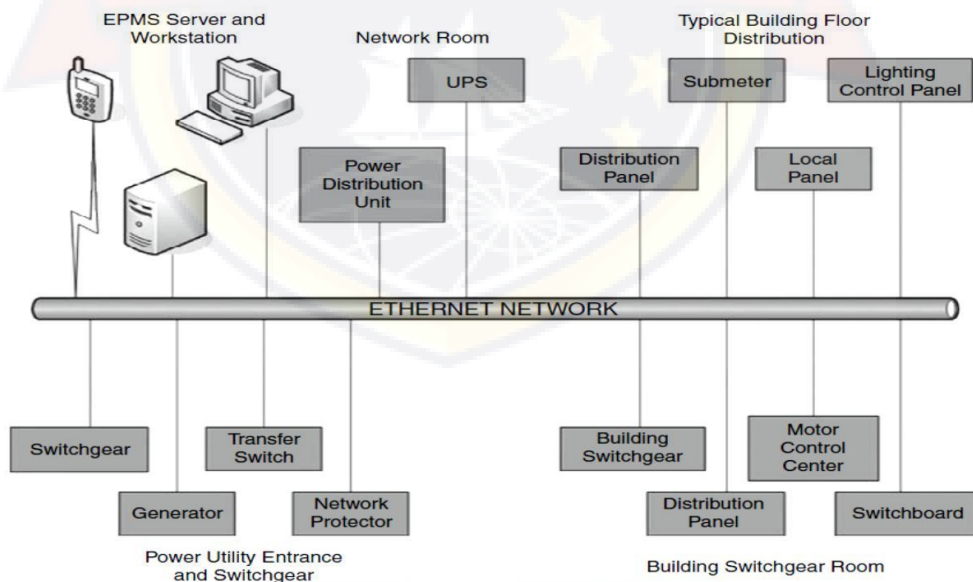 EPMS Server and
Workstation
Network Room
Typical Building Floor
Distribution
UPS
Submeter
Lighting
Control Panel
Power
Distribution
Unit
Distribution
Panel
Local
Panel
ETHERNET NETWORK
Switchgear
Transfer
Switch
Building
Switchgear
Motor
Control
Center
Generator
Network
Protector
Distribution
Panel
Switchboard
Power Utility Entrance
and Switchgear
Building Switchgear Room